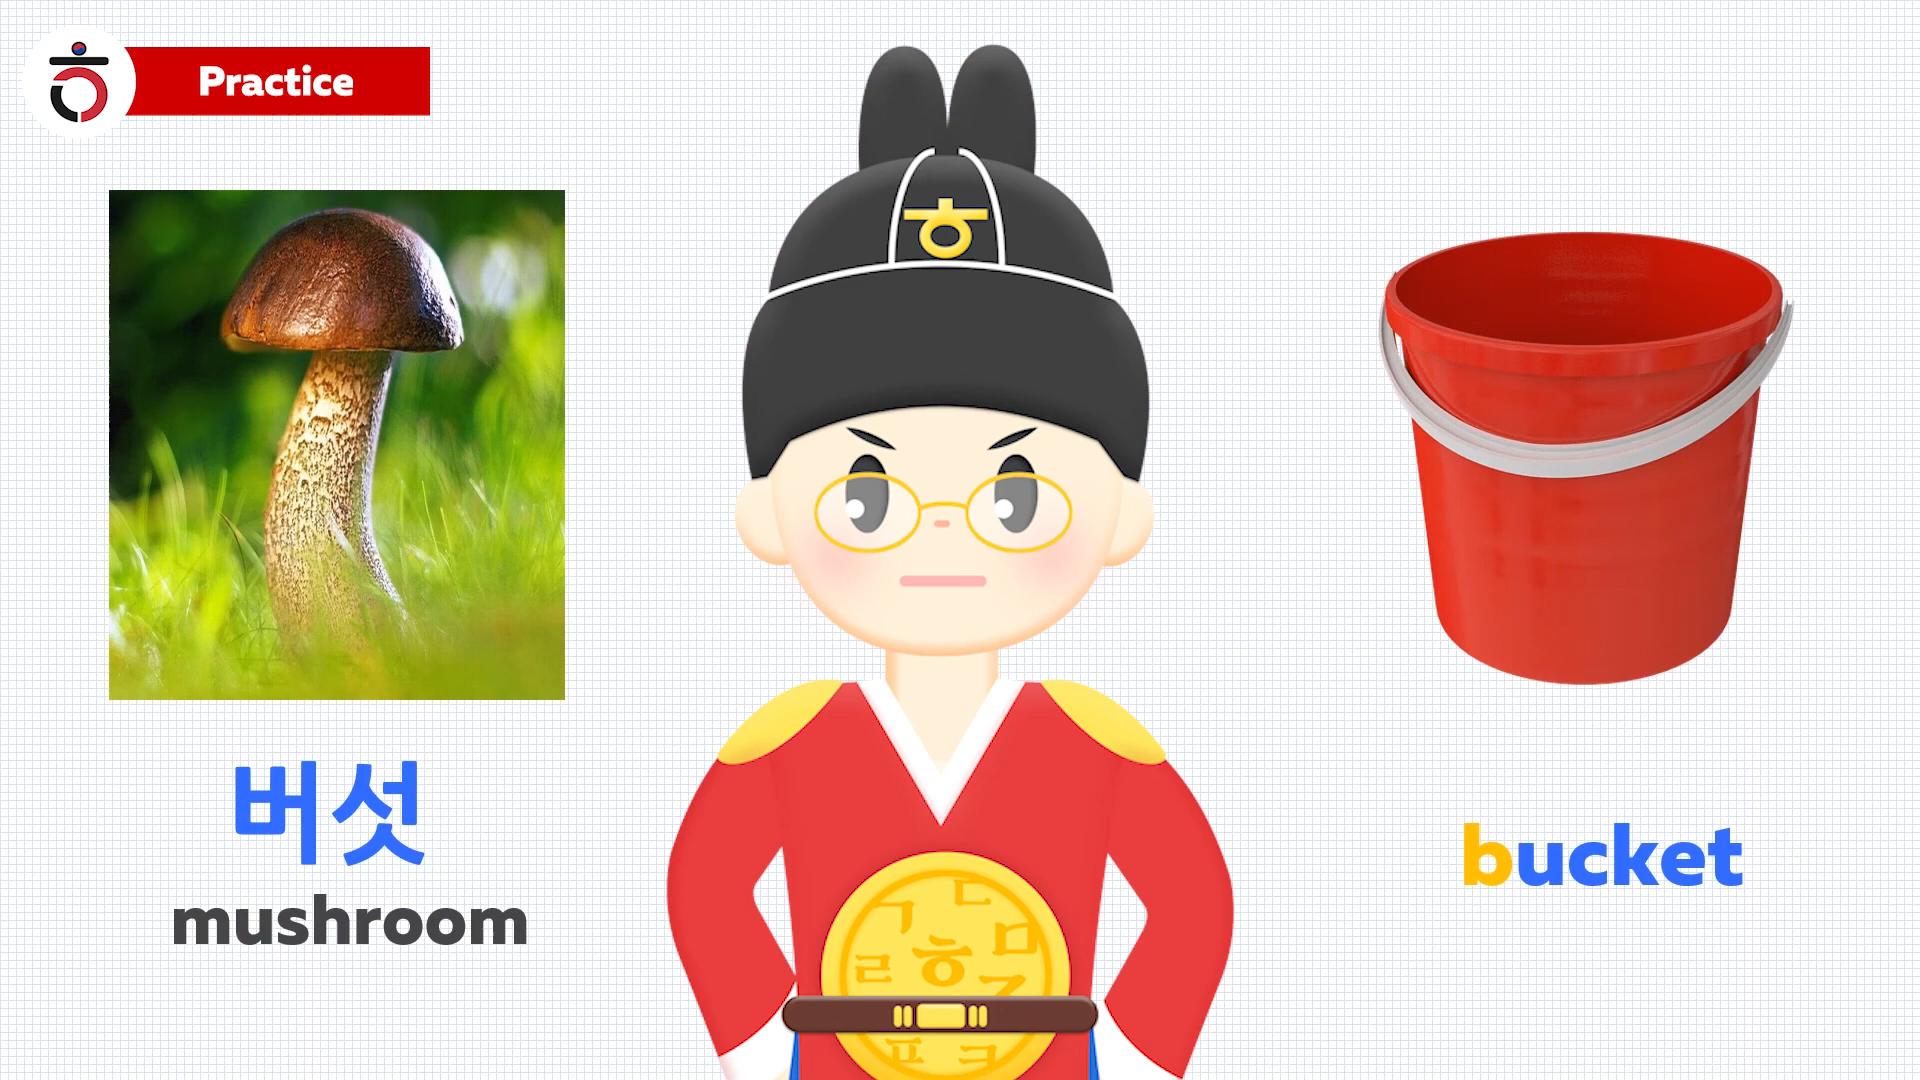 Practice
ㅎ
버섯
mushroom
bucket
ㄱ ㄷ
ㄹ ㅎ ㅁ
ㅈ
ㅍ ㅋ